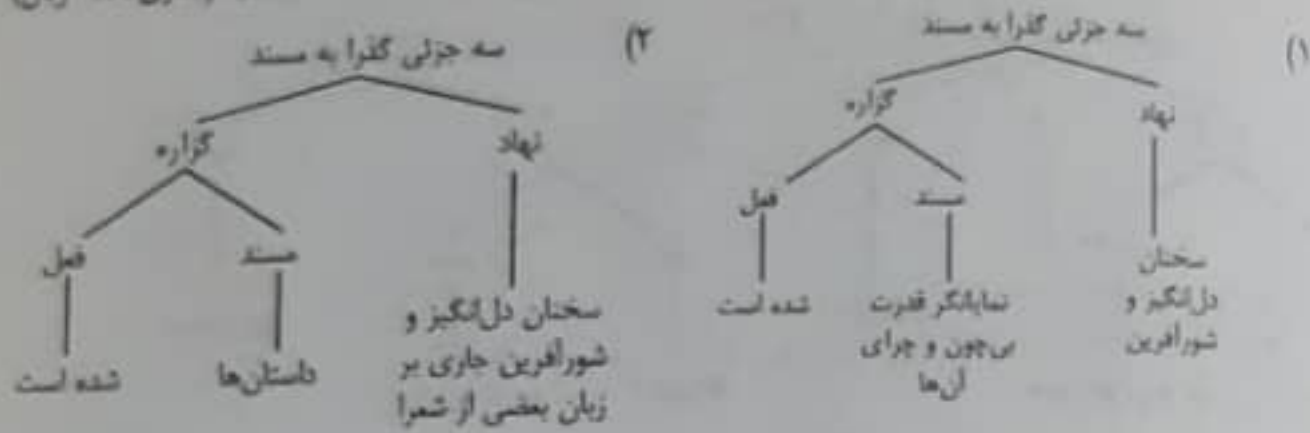 (۱
سه جزئی گذرا به مسند
نهاد
گزاره
مسند
فعل
سخنان
دل‌انگیز و
شورآفرین
نمایانگر قدرت
بی‌چون و چرای
آن‌ها
شده است
(۲
سه جزئی گذرا به مسند
نهاد
گزاره
مسند
فعل
سخنان دل‌انگیز و
شورآفرین جاری بر
زبان بعضی از شعرا
داستان‌ها
شده است